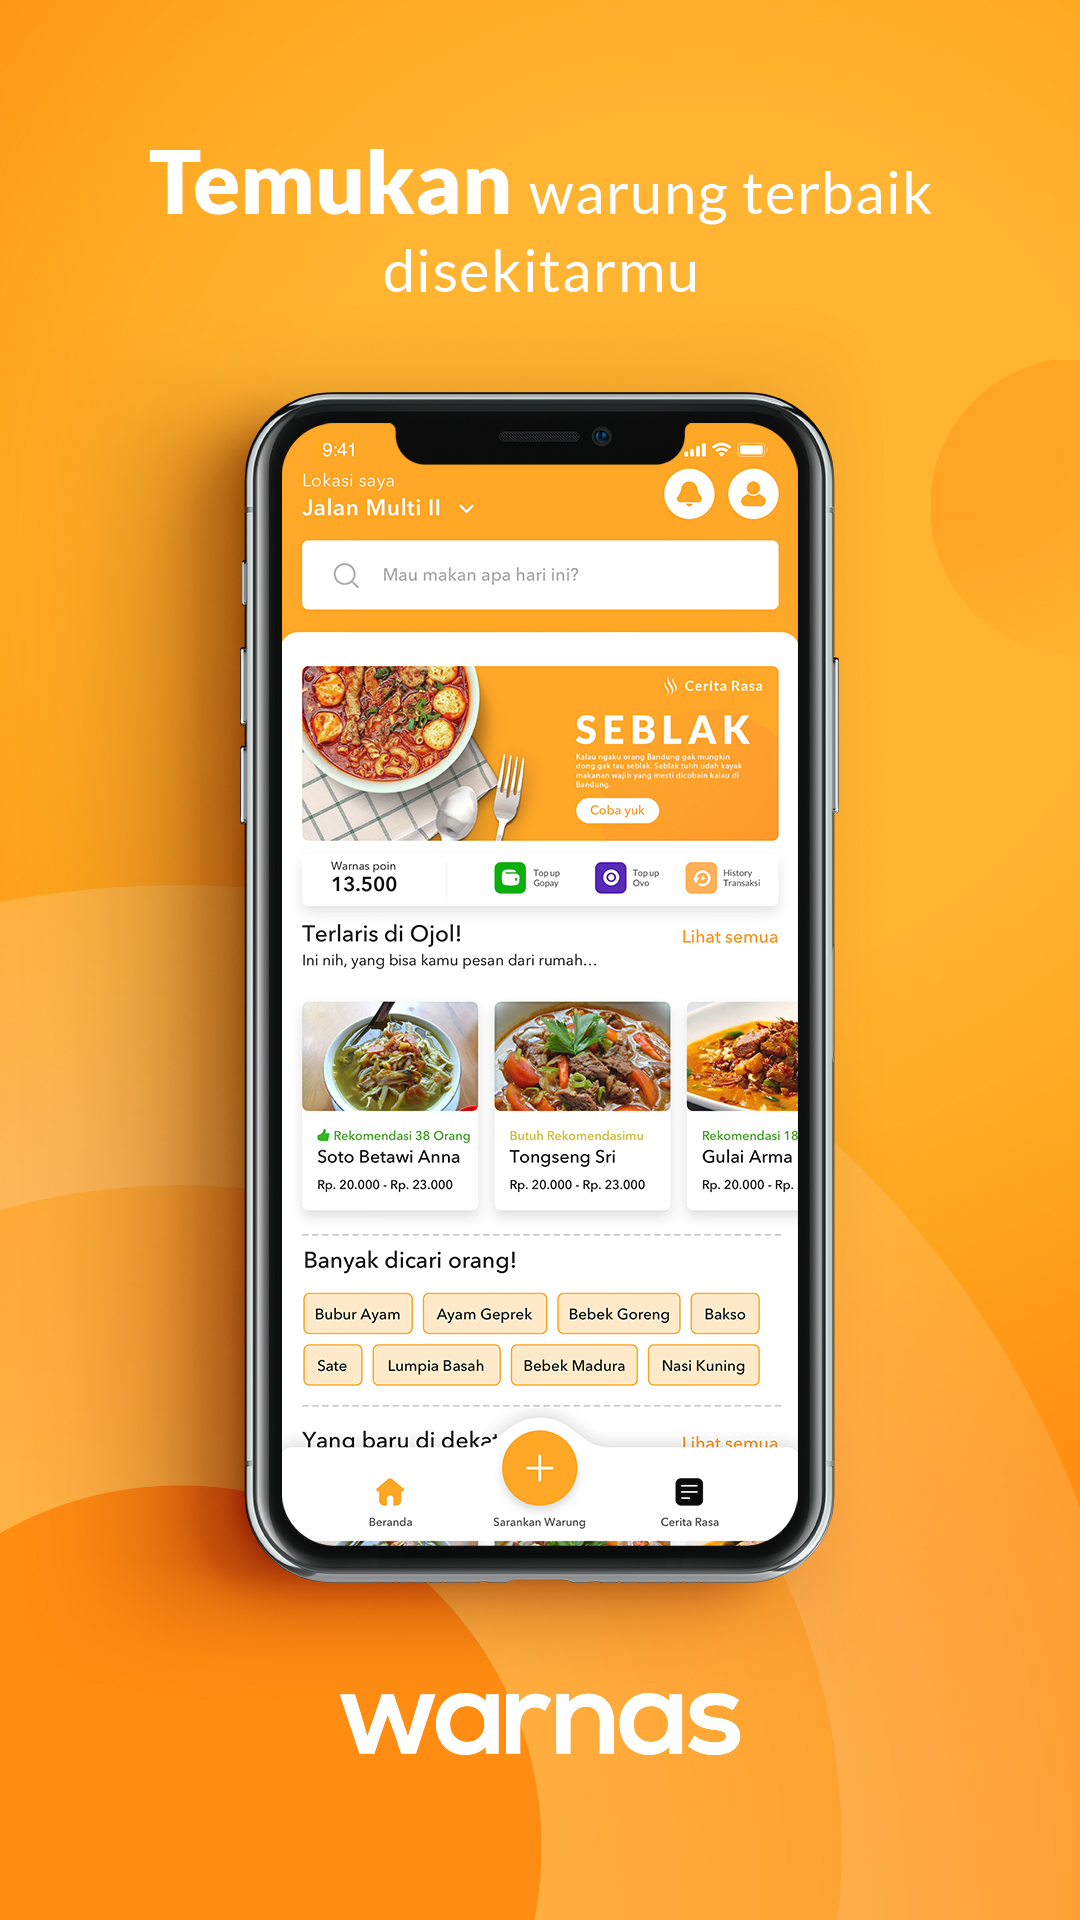 Temukan warung terbaik
disekitarmu
9:41
Lokasi saya
Jalan Multi II
Mau makan apa hari ini?
Cerita Rasa
SEBLAK
Kalau ngaku orang Bandung gak mungkin
dong gak tau seblak. Seblak tuhh udah kayak
makanan wajib yang mesti dicobain kalau di
Bandung.
Coba yuk
Warnas poin
13.500
Top up
Gopay
Top up
Ovo
History
Transaksi
Terlaris di Ojol!
Lihat semua
Ini nih, yang bisa kamu pesan dari rumah...
Rekomendasi 38 Orang
Soto Betawi Anna
Rp. 20.000 - Rp. 23.000
Butuh Rekomendasimu
Tongseng Sri
Rp. 20.000 - Rp. 23.000
Rekomendasi 18
Gulai Arma
Rp. 20.000 - Rp.
Banyak dicari orang!
Bubur Ayam
Ayam Geprek
Bebek Goreng
Bakso
Sate
Lumpia Basah
Bebek Madura
Nasi Kuning
Yang baru di dekat
Lihat semua
Beranda
Sarankan Warung
Cerita Rasa
warnas